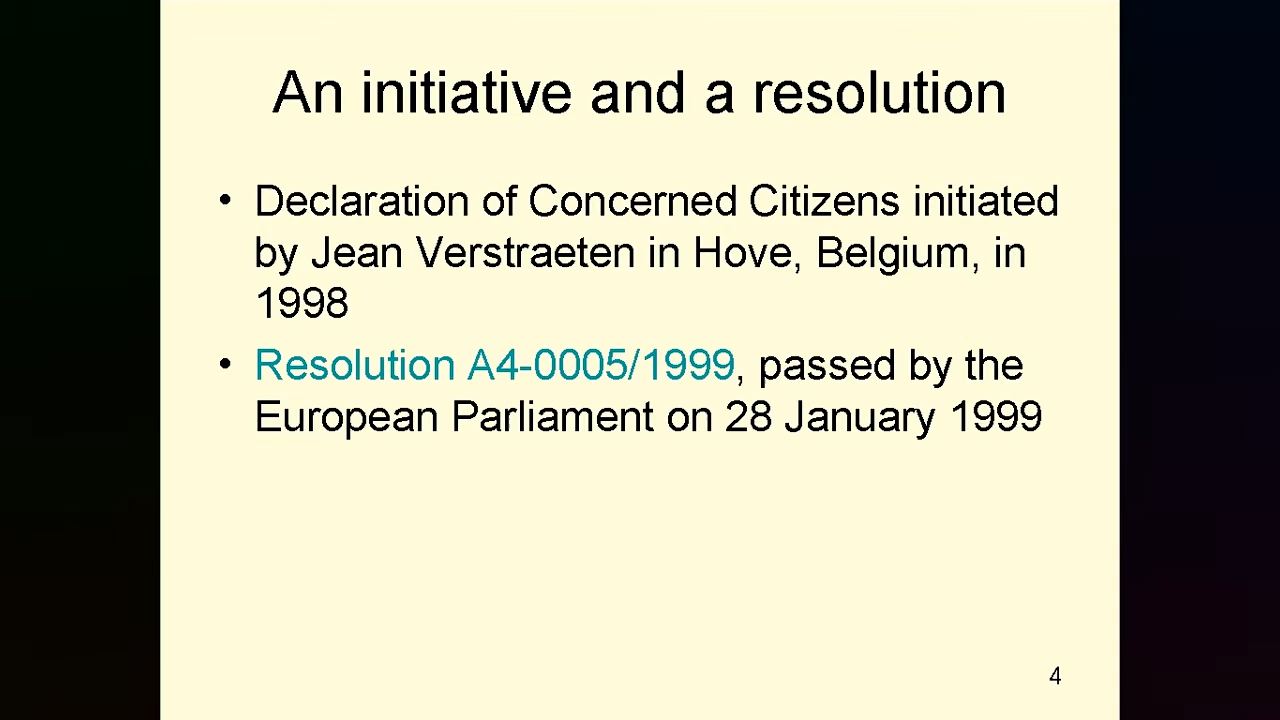 An initiative and a resolution
• Declaration of Concerned Citizens initiated
by Jean Verstraeten in Hove, Belgium, in
1998
• Resolution A4-0005/1999, passed by the
European Parliament on 28 January 1999
4